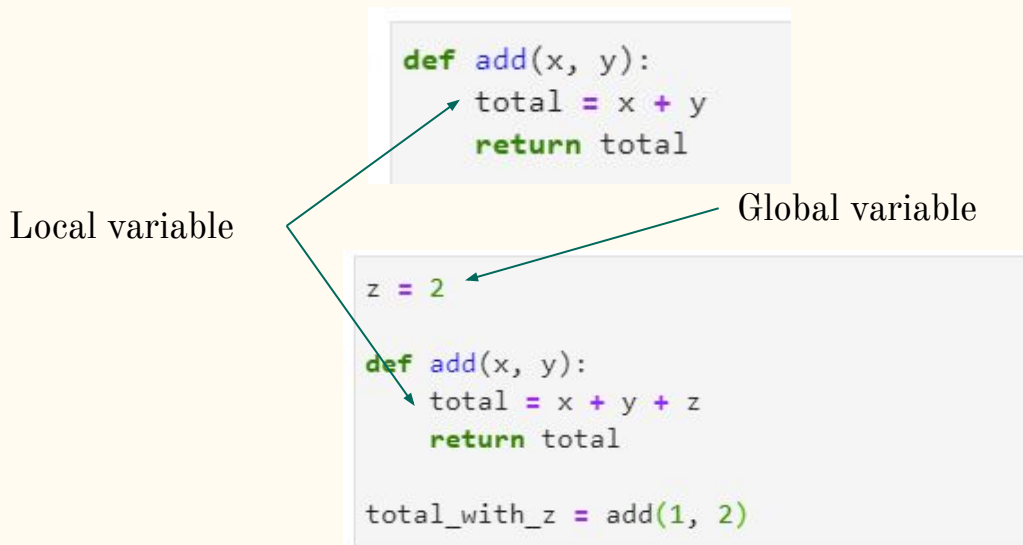 def add(x, y):
    total = x + y
    return total
Local variable
Global variable
z = 2
def add(x, y):
    total = x + y + z
    return total
total_with_z = add(1, 2)